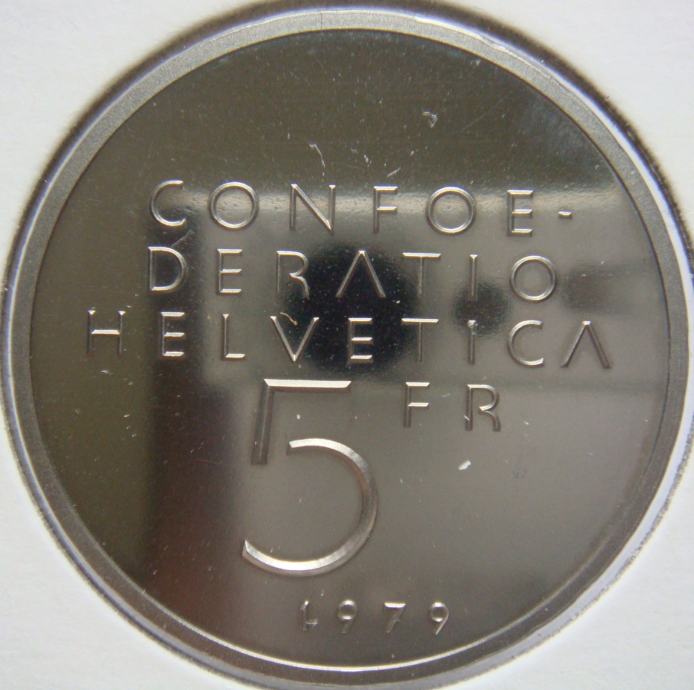 CONFOE-
DERATIO
HELVETICA
5 FR
1979